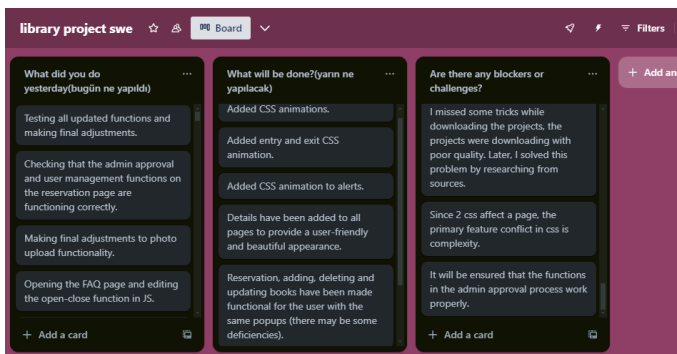 library project swe
Board
Filters
What did you do
yesterday(bugün ne yapıldı)
Testing all updated functions and
making final adjustments.
Checking that the admin approval
and user management functions on
the reservation page are
functioning correctly.
Making final adjustments to photo
upload functionality.
Opening the FAQ page and editing
the open-close function in JS.
+ Add a card
What will be done?(yarın ne
yapılacak)
Added CSS animations.
Added entry and exit CSS
animation.
Added CSS animation to alerts.
Details have been added to all
pages to provide a user-friendly
and beautiful appearance.
Reservation, adding, deleting and
updating books have been made
functional for the user with the
same popups (there may be some
deficiencies).
Are there any blockers or
challenges?
I missed some tricks while
downloading the projects, the
projects were downloading with
poor quality. Later, I solved this
problem by researching from
sources.
Since 2 css affect a page, the
primary feature conflict in css is
complexity.
It will be ensured that the functions
in the admin approval process work
properly.
+ Add a card
+ Add an